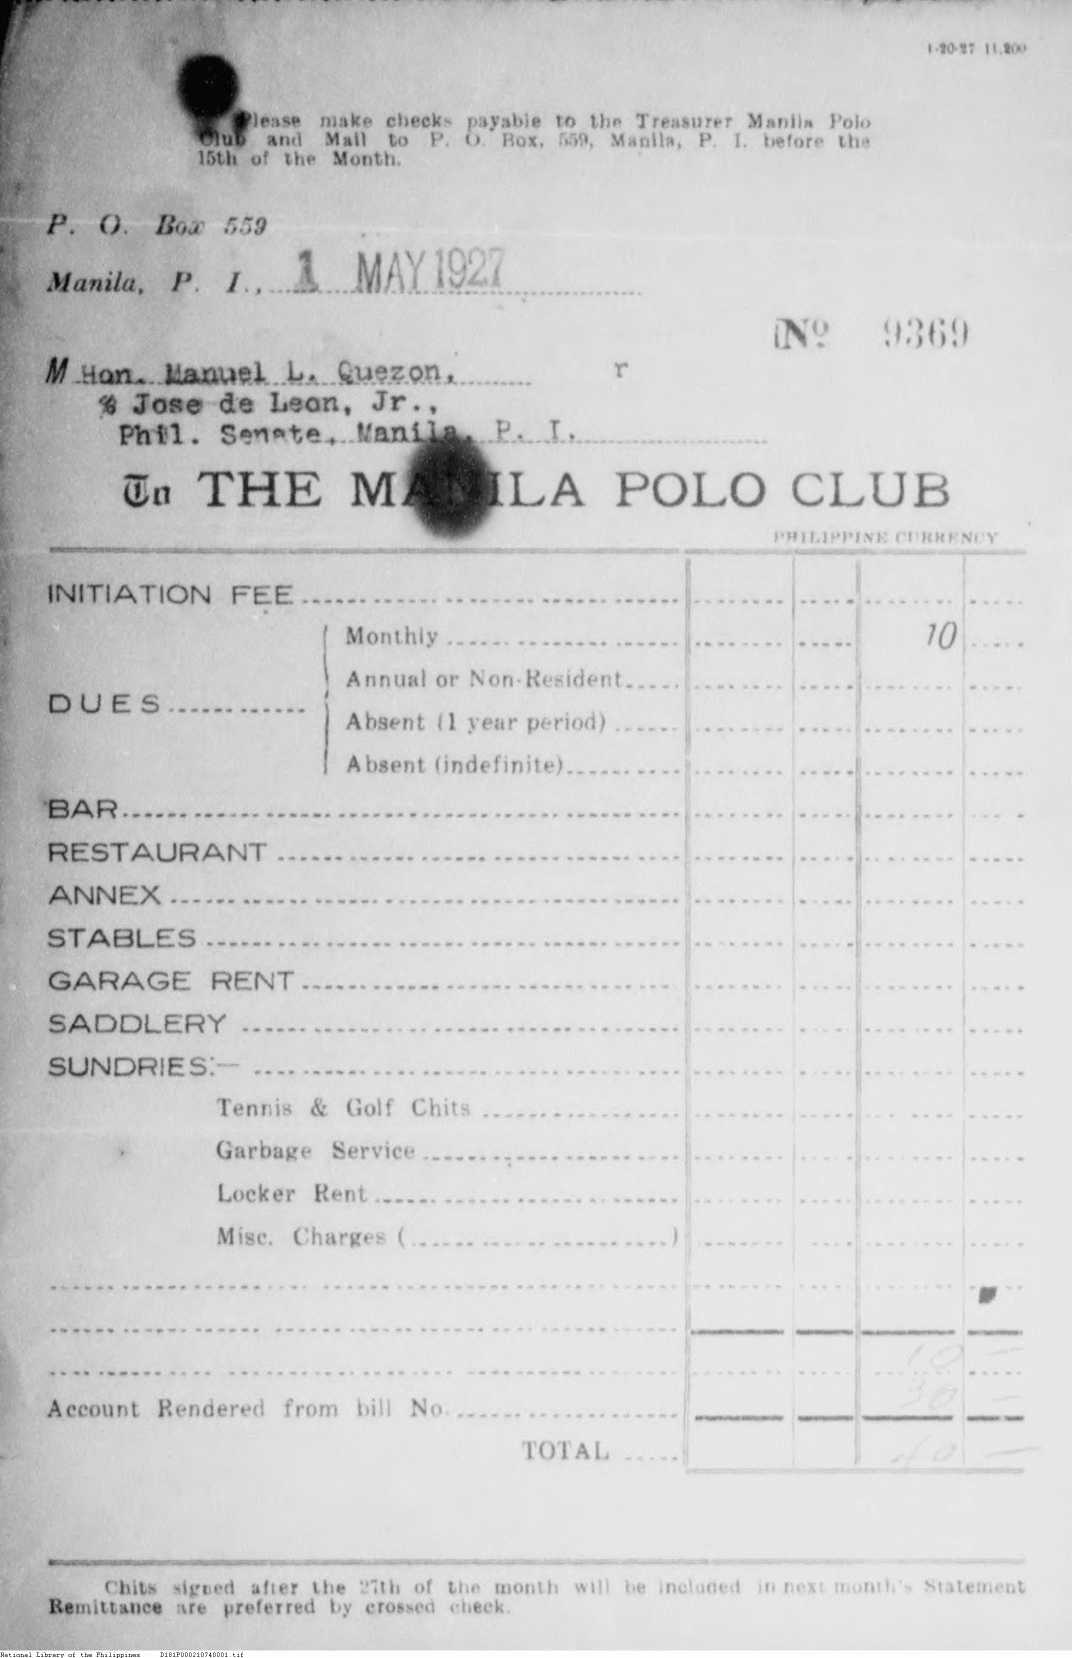 1-20-27 11,200
Please make checks payable to the Treasurer Manila Polo
Club and Mail to P. O. Box, 559, Manila, P. I. before the
15th of the Month.
P. O. Box 559
Manila, P. I., 1 MAY 1927
No 9369
M Hon. Manuel L. Quezon, r
% Jose de Leon, Jr.,
Phil. Senate, Manila, P. I.
To THE MANILA POLO CLUB
PHILIPPINE CURRENCY
INITIATION FEE
Monthly 10
Annual or Non-Resident
DUES
Absent (1 year period)
Absent (indefinite)
BAR
RESTAURANT
ANNEX
STABLES
GARAGE RENT
SADDLERY
SUNDRIES:—
Tennis & Golf Chits
Garbage Service
Locker Rent
Misc. Charges ( )
10 —
30 —
Account Rendered from bill No.
TOTAL 40 —
Chits signed after the 27th of the month will be included in next month's Statement
Remittance are preferred by crossed check.
National Library of the Philippines D181P000210740001.tif